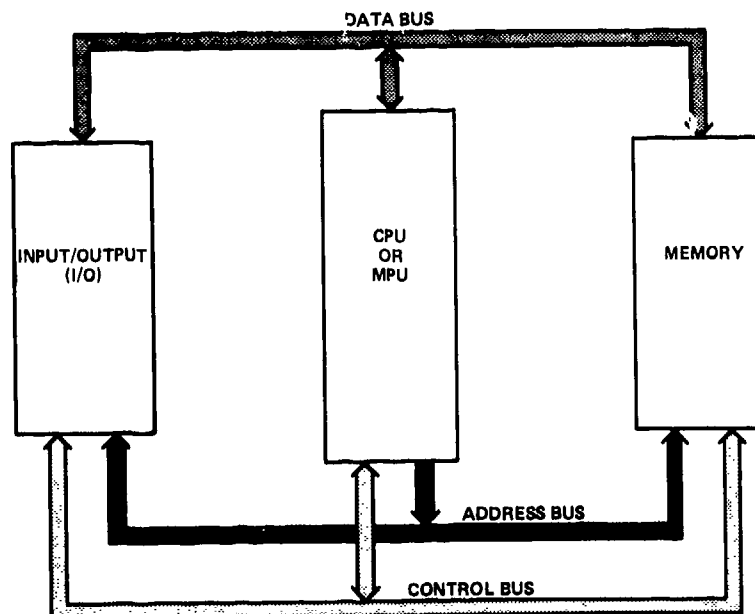 DATA BUS
INPUT/OUTPUT
(I/O)
CPU
OR
MPU
MEMORY
ADDRESS BUS
CONTROL BUS